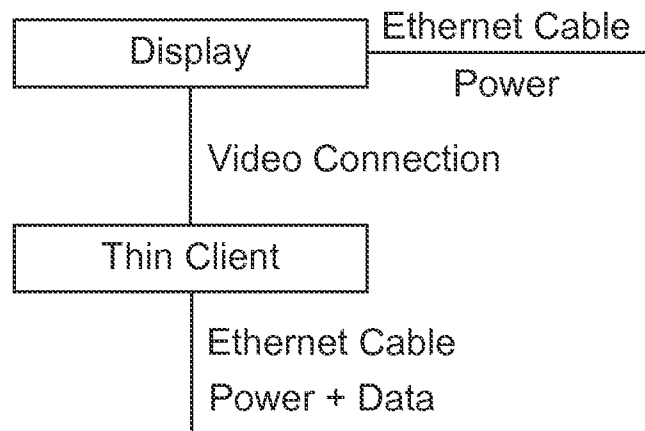 Display
Ethernet Cable
Power
Video Connection
Thin Client
Ethernet Cable
Power + Data